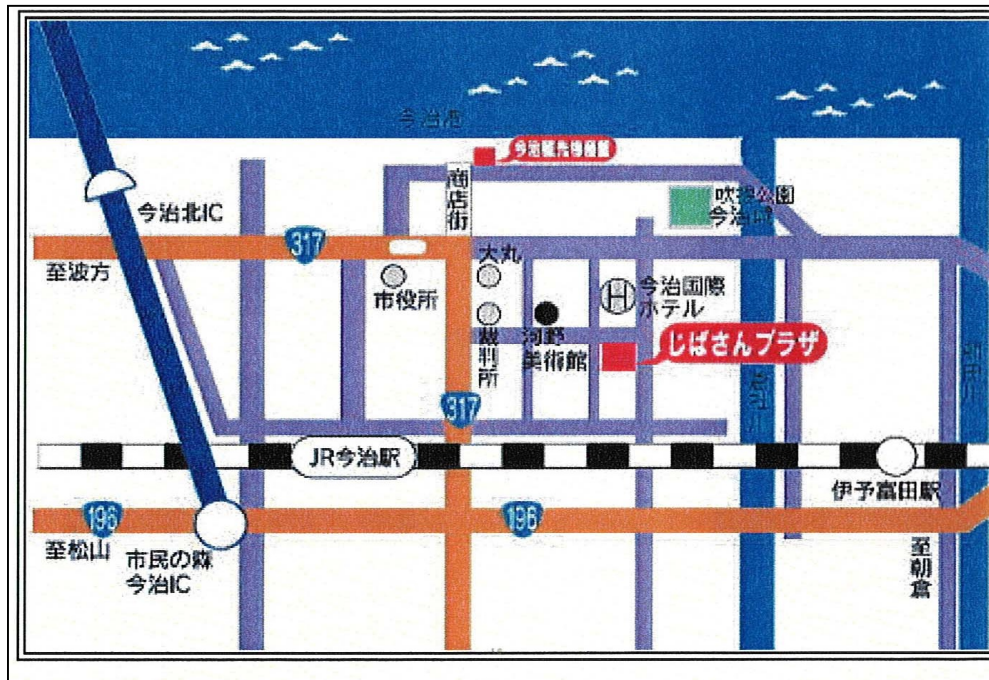 今治港
商店街
今治北IC
317
至波方
大丸
市役所
今治国際
ホテル
吹揚公園
裁判所
河野
美術館
じばさんプラザ
317
JR今治駅
伊予富田駅
196
196
至松山
市民の森
今治IC
至朝倉